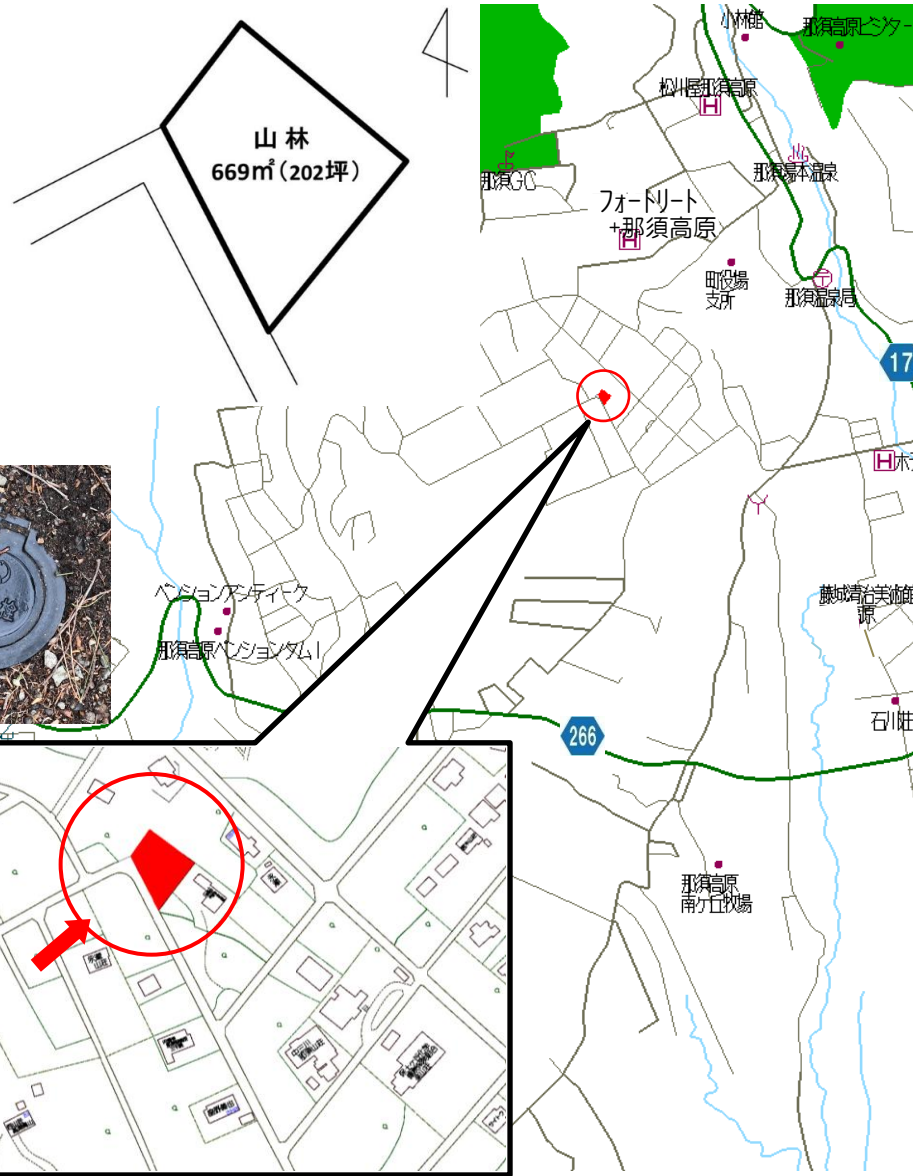 山林
669㎡(202坪)
小林館
那須高原ビジター
松川屋那須高原
H
那須GC
那須湯本温泉
フォートリート
+那須高原
H
町役場
支所
那須温泉局
17
H
ホテ
ペンションアンティーク
那須高原ペンションタムI
藤城清治美術館
原
石川荘
266
那須高原
南ヶ丘牧場